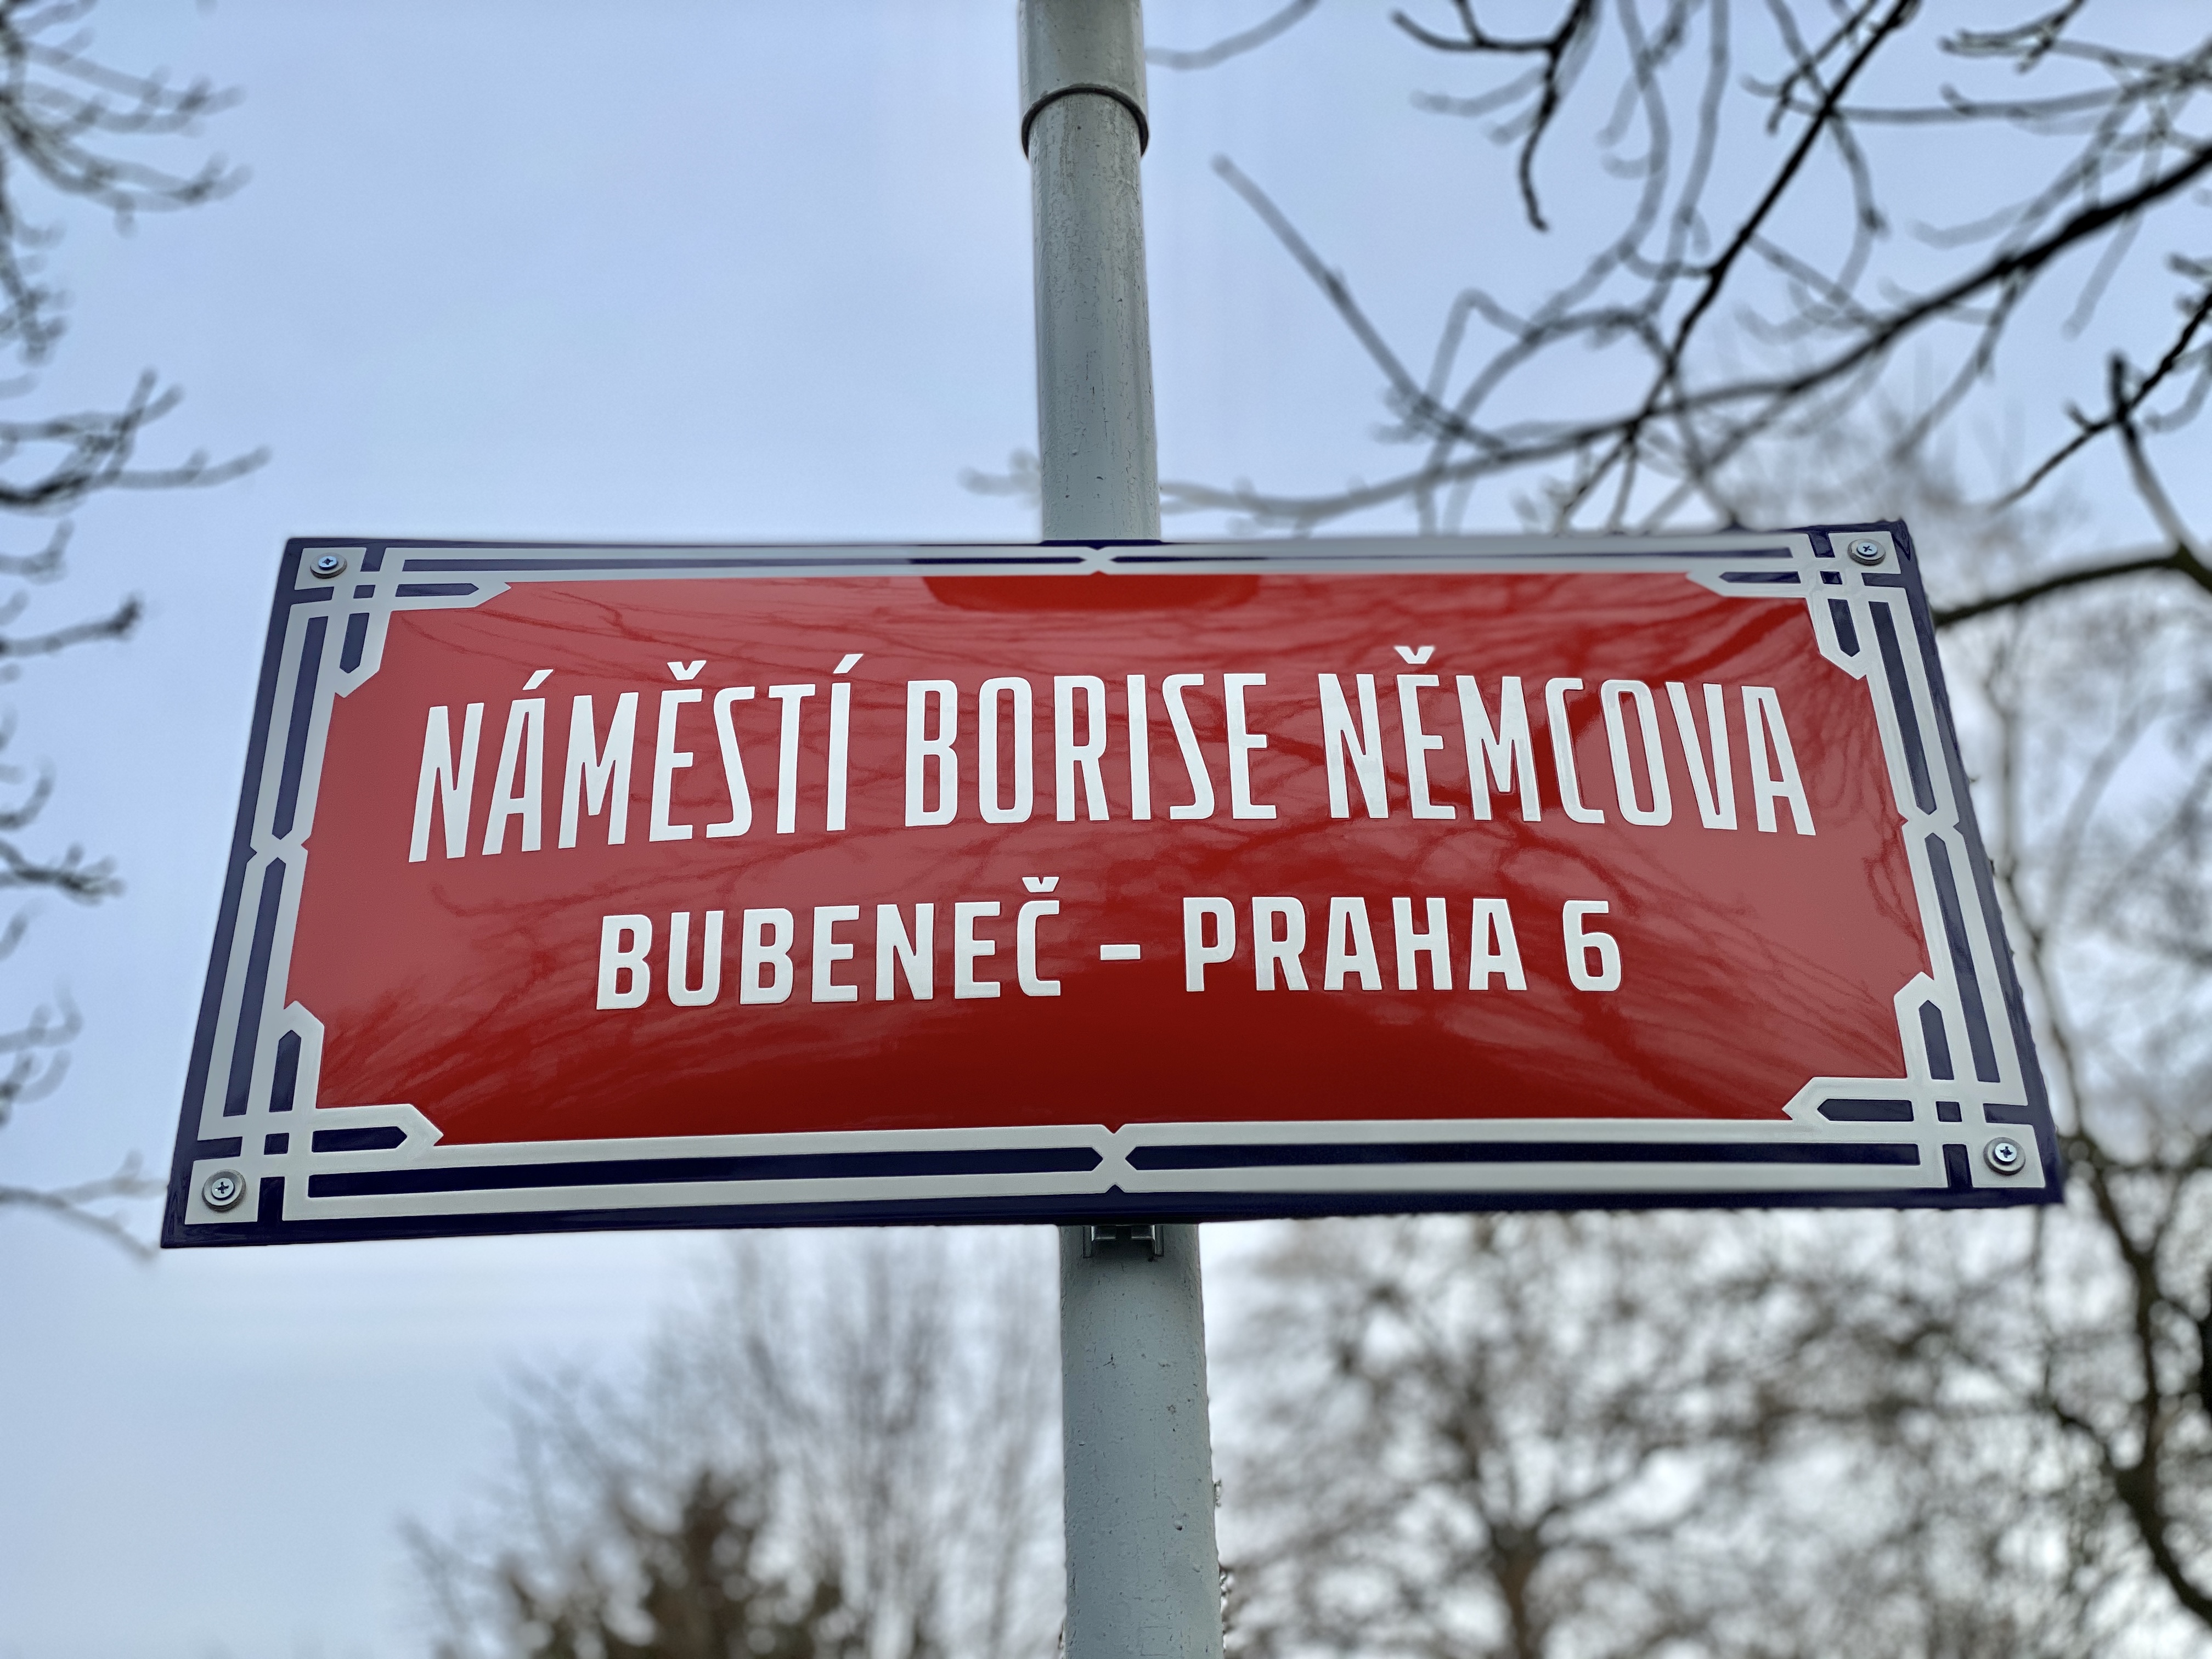 NÁMĚSTÍ BORISE NĚMCOVA
BUBENEČ – PRAHA 6